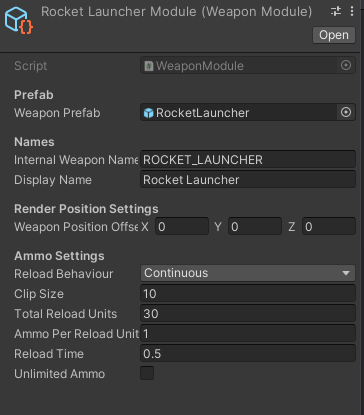 Rocket Launcher Module (Weapon Module)
Open
Script WeaponModule
Prefab
Weapon Prefab RocketLauncher
Names
Internal Weapon Name ROCKET_LAUNCHER
Display Name Rocket Launcher
Render Position Settings
Weapon Position Offse X 0 Y 0 Z 0
Ammo Settings
Reload Behaviour Continuous
Clip Size 10
Total Reload Units 30
Ammo Per Reload Unit 1
Reload Time 0.5
Unlimited Ammo